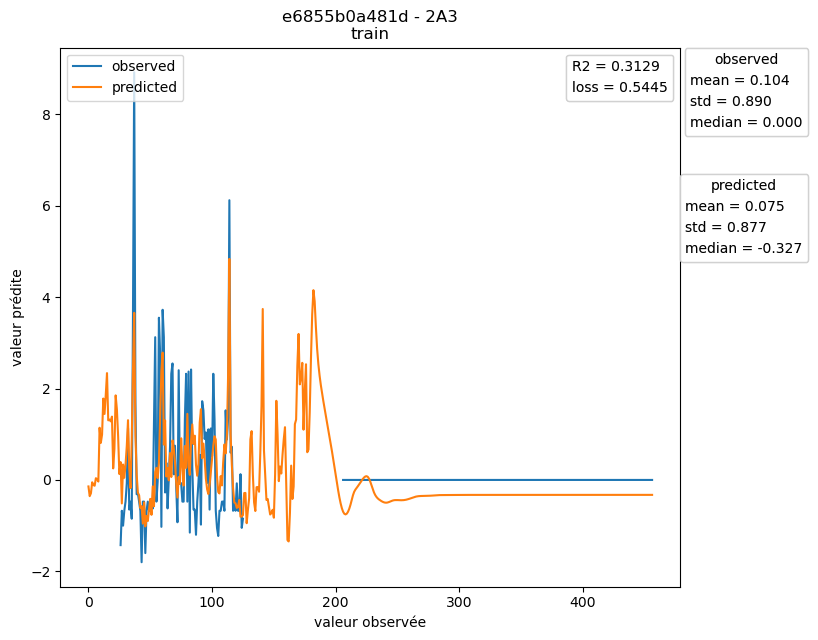 e6855b0a481d - 2A3
train
observed
predicted
R2 = 0.3129
loss = 0.5445
observed
mean = 0.104
std = 0.890
median = 0.000
predicted
mean = 0.075
std = 0.877
median = -0.327
valeur prédite
8
6
4
2
0
−2
0
100
200
300
400
valeur observée